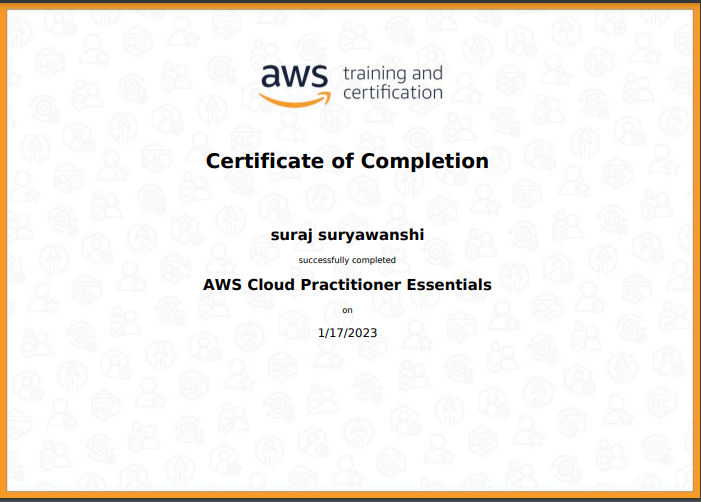 aws training and
certification
Certificate of Completion
suraj suryawanshi
successfully completed
AWS Cloud Practitioner Essentials
on
1/17/2023